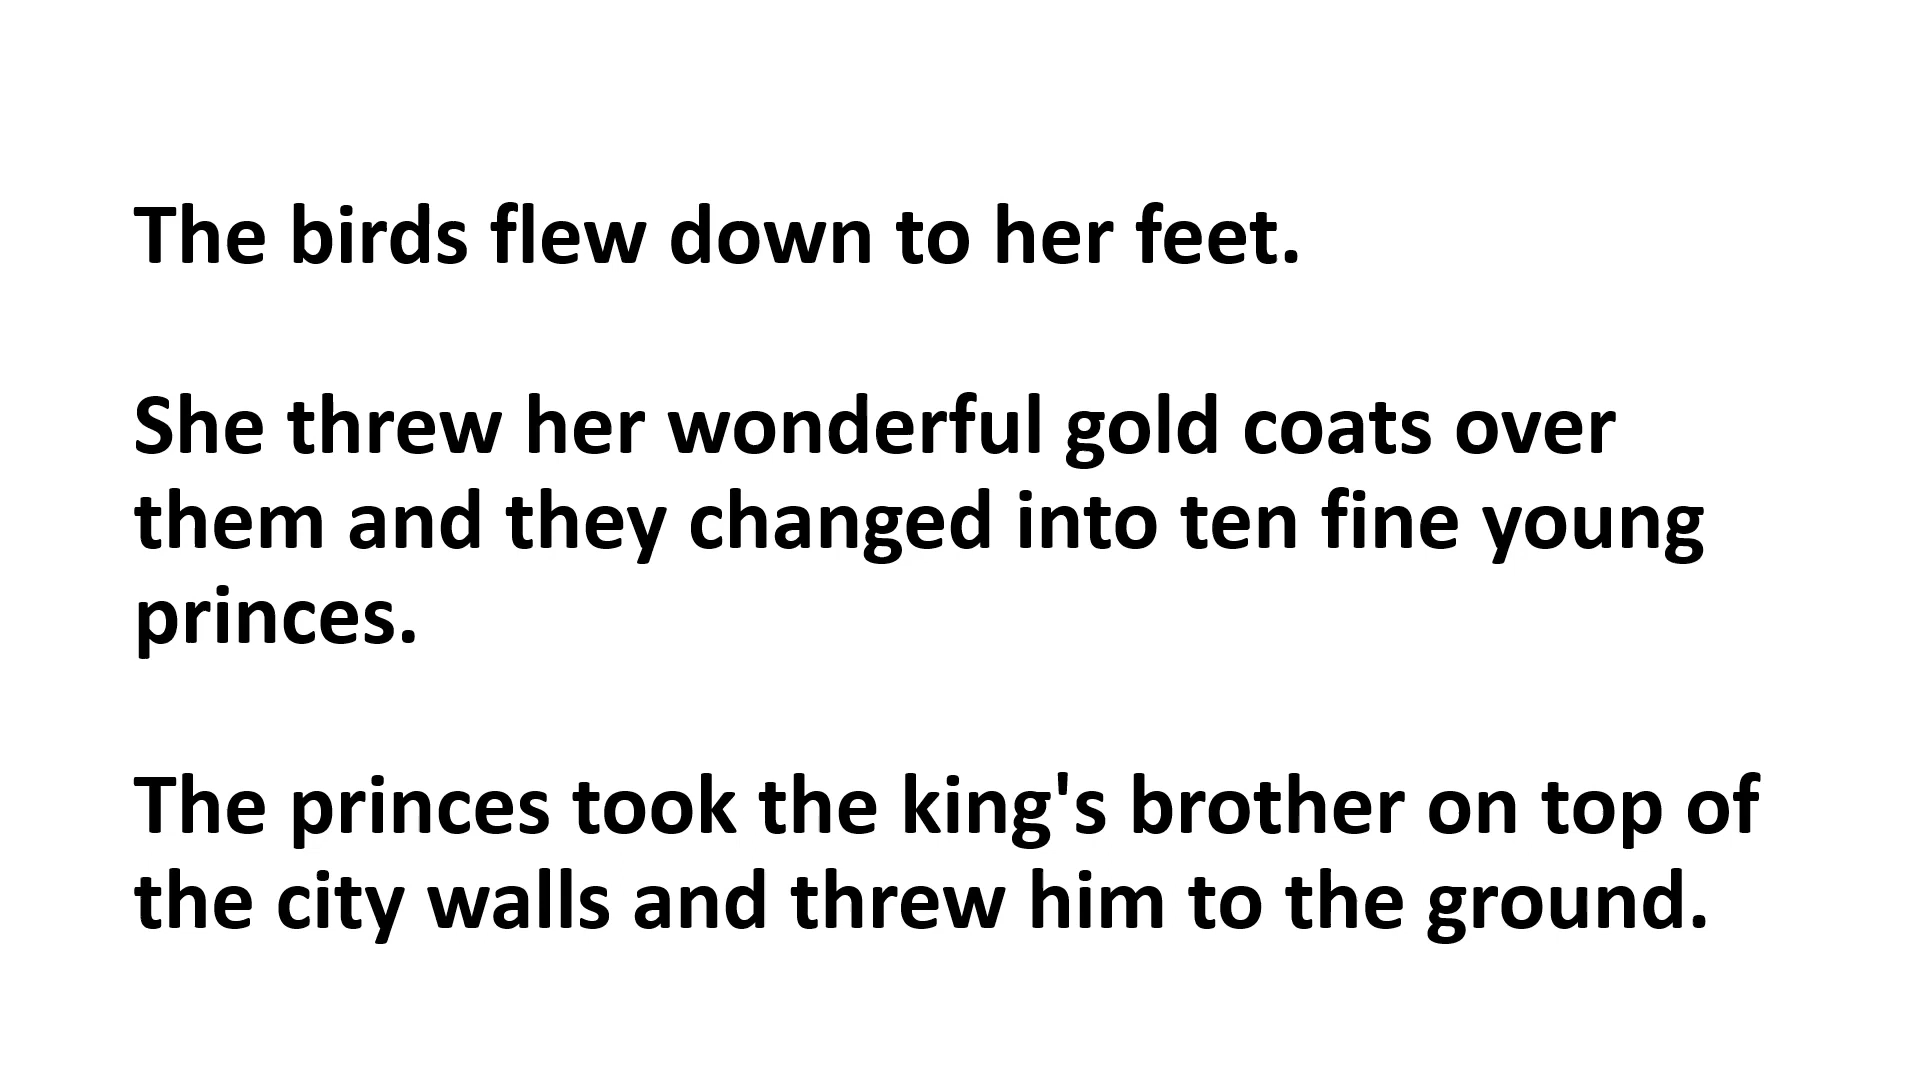 The birds flew down to her feet.
She threw her wonderful gold coats over
them and they changed into ten fine young
princes.
The princes took the king's brother on top of
the city walls and threw him to the ground.